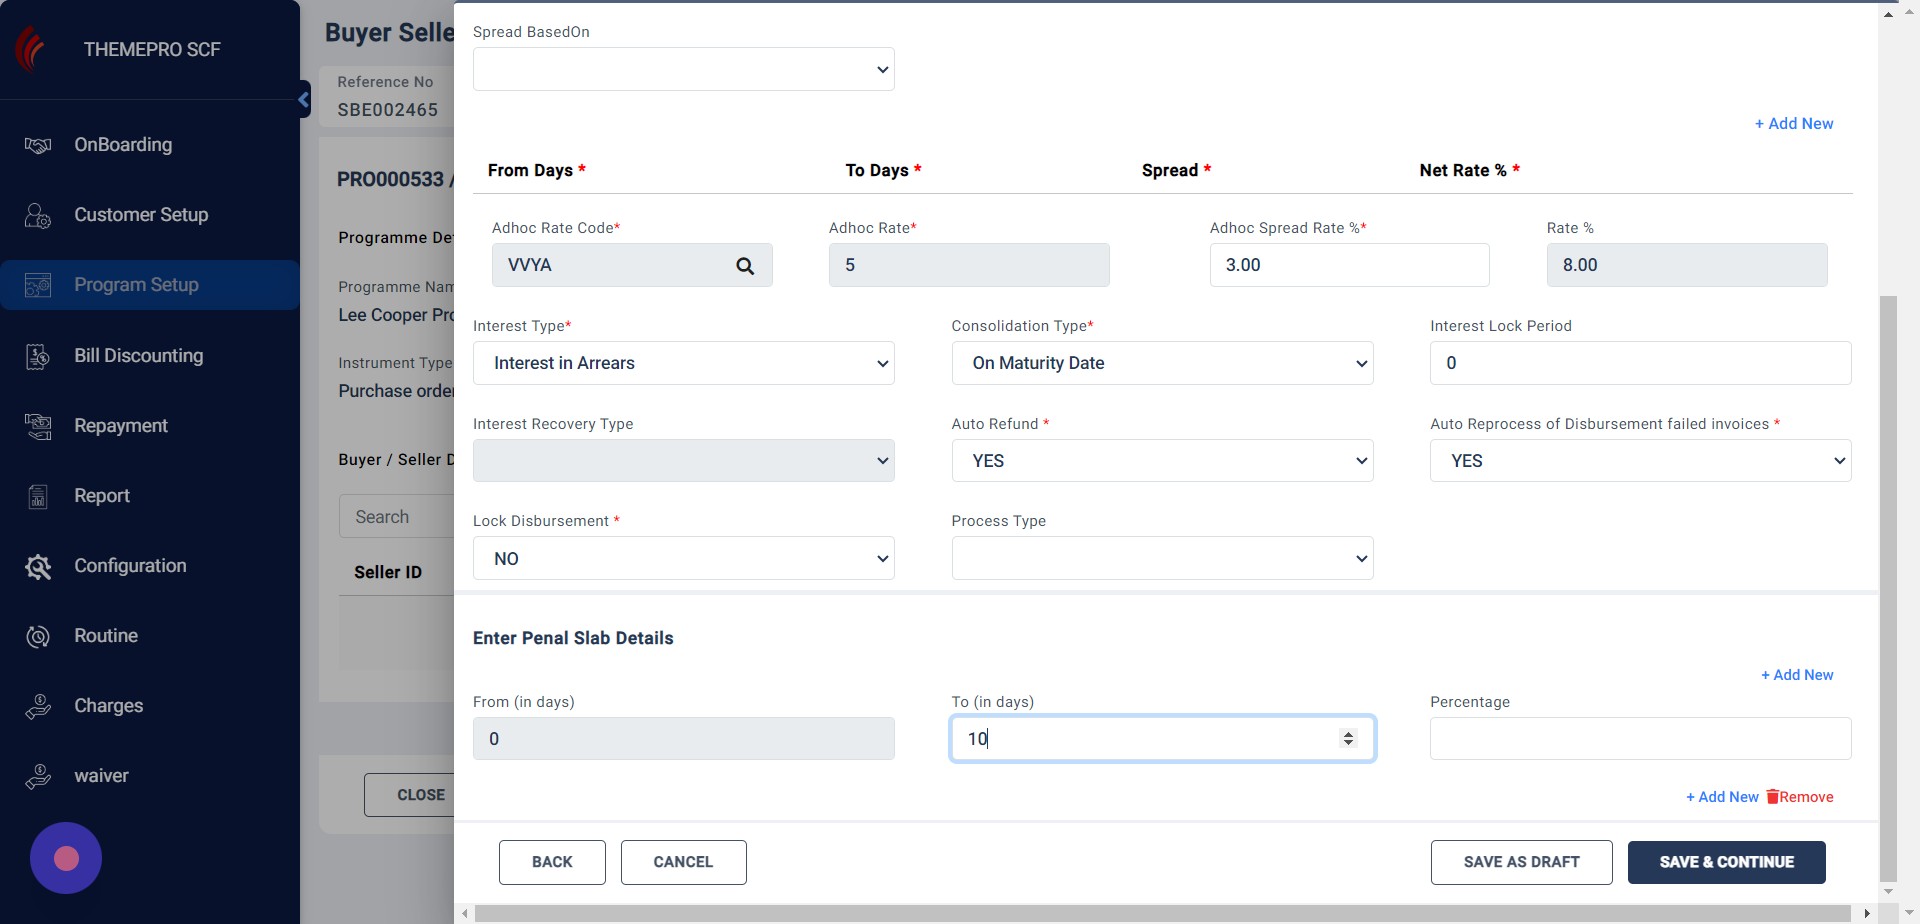 THEMEPRO SCF
OnBoarding
Customer Setup
Program Setup
Bill Discounting
Repayment
Report
Configuration
Routine
Charges
waiver
Buyer Selle
Reference No
SBE002465
PRO000533 /
Programme De
Programme Nam
Lee Cooper Pro
Instrument Type
Purchase order
Buyer / Seller D
Search
Seller ID
CLOSE
Spread BasedOn
+ Add New
From Days * To Days * Spread * Net Rate % *
Adhoc Rate Code* Adhoc Rate* Adhoc Spread Rate %* Rate %
VVYA 5 3.00 8.00
Interest Type* Consolidation Type* Interest Lock Period
Interest in Arrears On Maturity Date 0
Interest Recovery Type Auto Refund * Auto Reprocess of Disbursement failed invoices *
YES YES
Lock Disbursement * Process Type
NO
Enter Penal Slab Details
+ Add New
From (in days) To (in days) Percentage
0 10
+ Add New Remove
BACK CANCEL SAVE AS DRAFT SAVE & CONTINUE